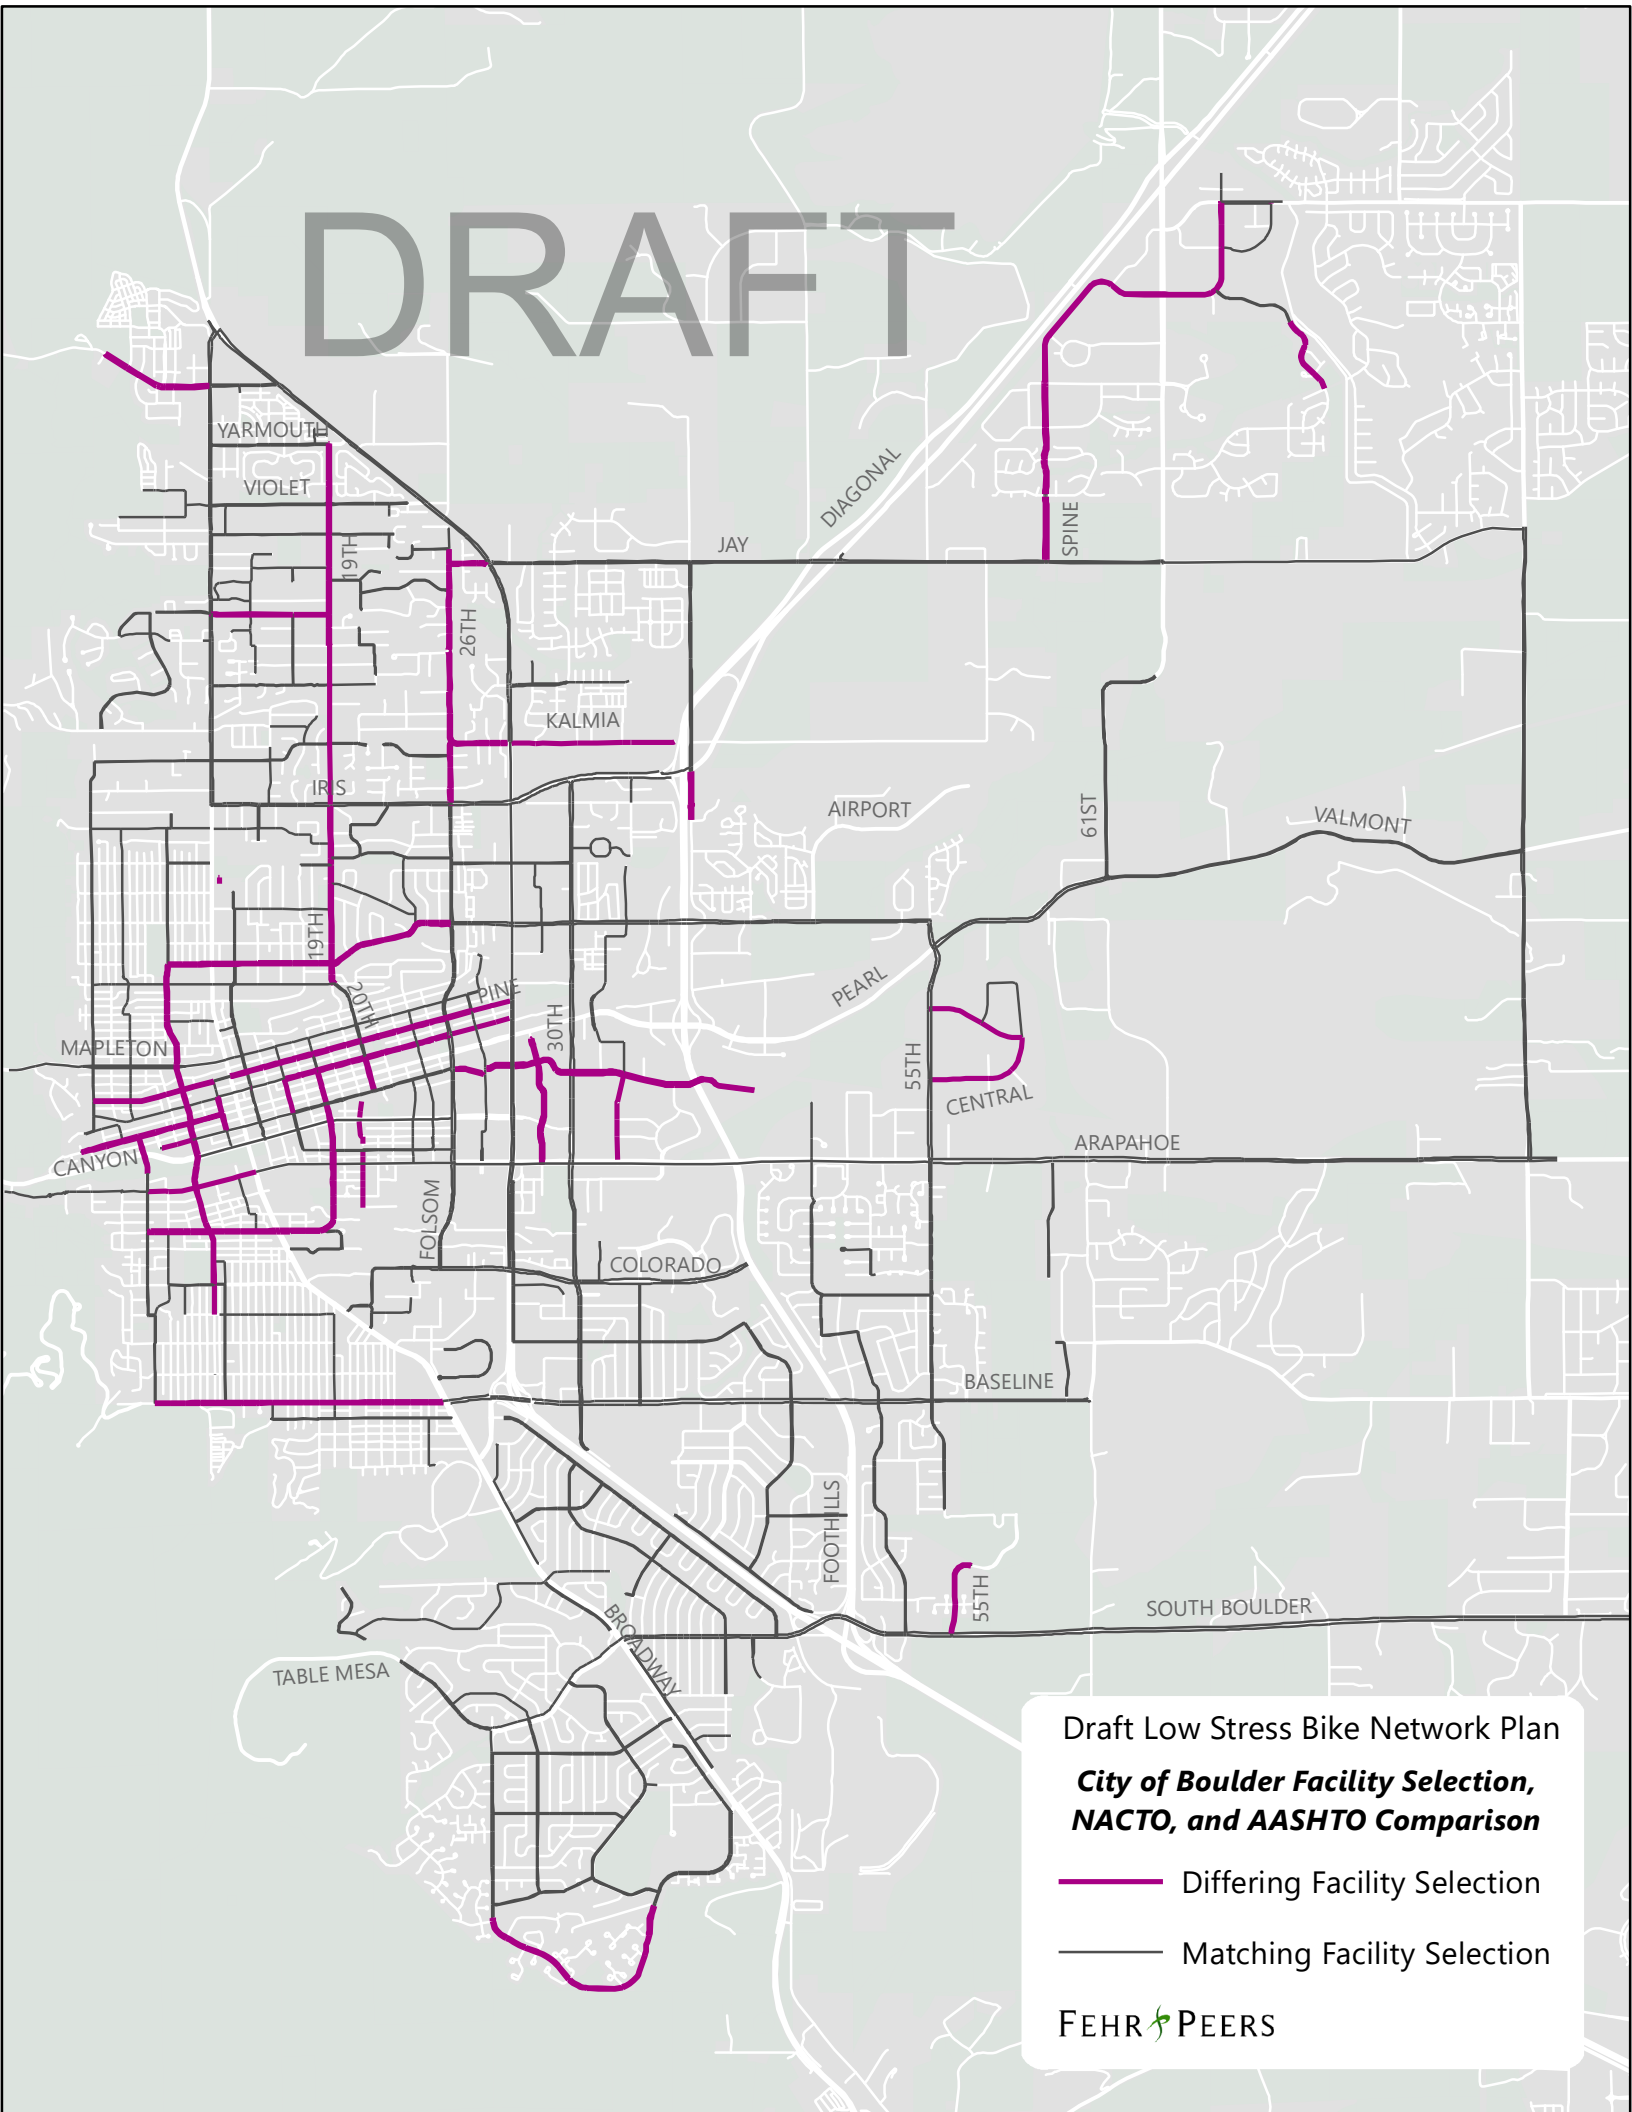 DRAFT
YARMOUTH
VIOLET
19TH
JAY
DIAGONAL
SPINE
26TH
KALMIA
IRIS
AIRPORT
61ST
VALMONT
19TH
20TH
PINE
PEARL
30TH
MAPLETON
55TH
CENTRAL
CANYON
ARAPAHOE
FOLSOM
COLORADO
BASELINE
FOOTHILLS
55TH
SOUTH BOULDER
BROADWAY
TABLE MESA
Draft Low Stress Bike Network Plan
City of Boulder Facility Selection,
NACTO, and AASHTO Comparison
Differing Facility Selection
Matching Facility Selection
FEHR PEERS